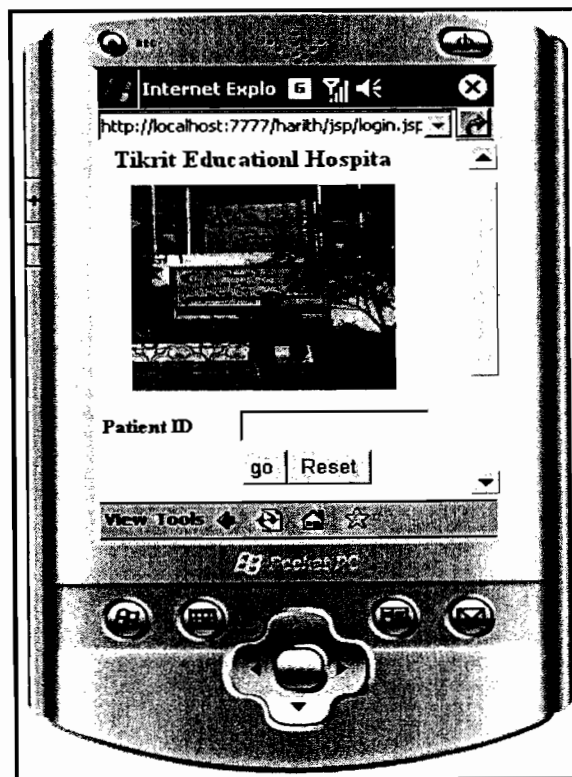 REC
Internet Explo
http://localhost:7777/harith/jsp/login.jsp
Tikrit Educationl Hospita
Patient ID
go Reset
View Tools
Pocket PC